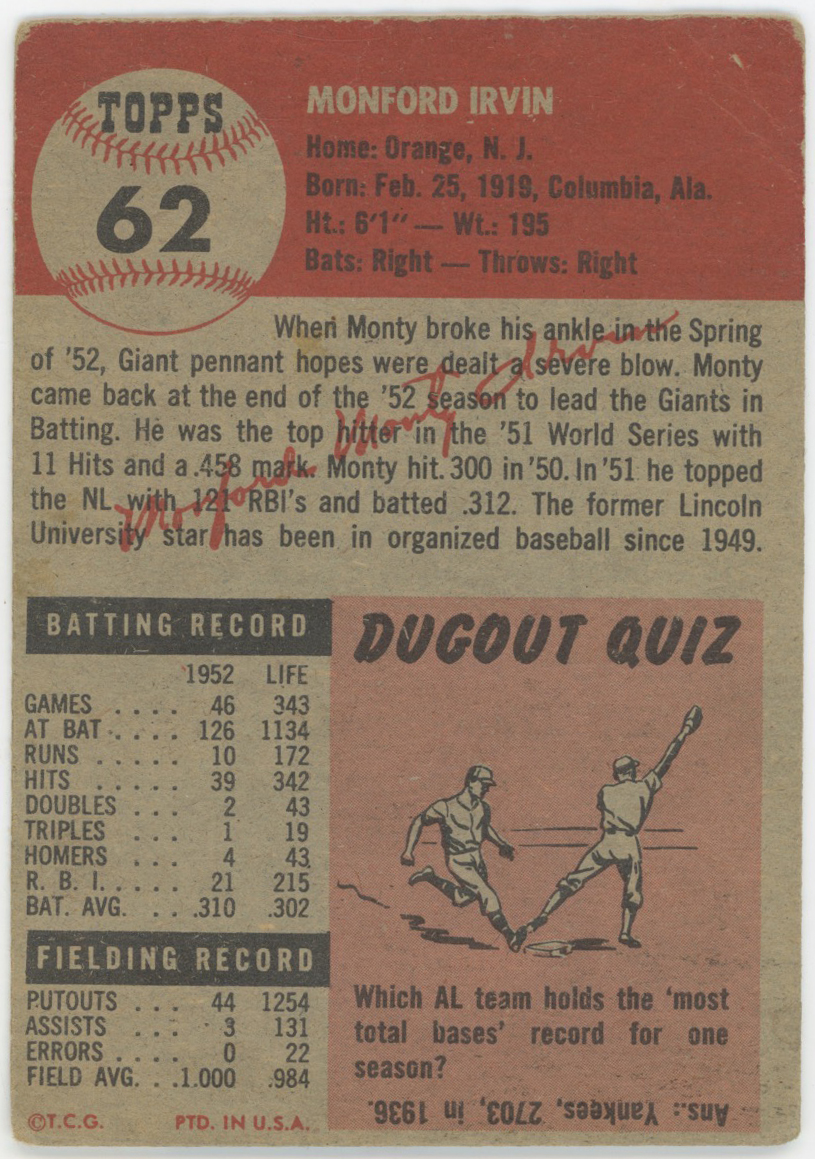 TOPPS
62
MONFORD IRVIN
Home: Orange, N. J.
Born: Feb. 25, 1919, Columbia, Ala.
Ht.: 6'1" — Wt.: 195
Bats: Right — Throws: Right
When Monty broke his ankle in the Spring
of '52, Giant pennant hopes were dealt a severe blow. Monty
came back at the end of the '52 season to lead the Giants in
Batting. He was the top hitter in the '51 World Series with
11 Hits and a .458 mark. Monty hit .300 in '50. In '51 he topped
the NL with 121 RBI's and batted .312. The former Lincoln
University star has been in organized baseball since 1949.
Monford Monty Irvin
BATTING RECORD
1952 LIFE
GAMES . . . . 46 343
AT BAT . . . . 126 1134
RUNS . . . . . 10 172
HITS . . . . . 39 342
DOUBLES . . . 2 43
TRIPLES . . . 1 19
HOMERS . . . 4 43
R. B. I. . . . . 21 215
BAT. AVG. . . .310 .302
FIELDING RECORD
PUTOUTS . . . 44 1254
ASSISTS . . . 3 131
ERRORS . . . . 0 22
FIELD AVG. . . 1.000 .984
©T.C.G. PTD. IN U.S.A.
DUGOUT QUIZ
Which AL team holds the 'most
total bases' record for one
season?
Ans.: Yankees, 2703, in 1936.